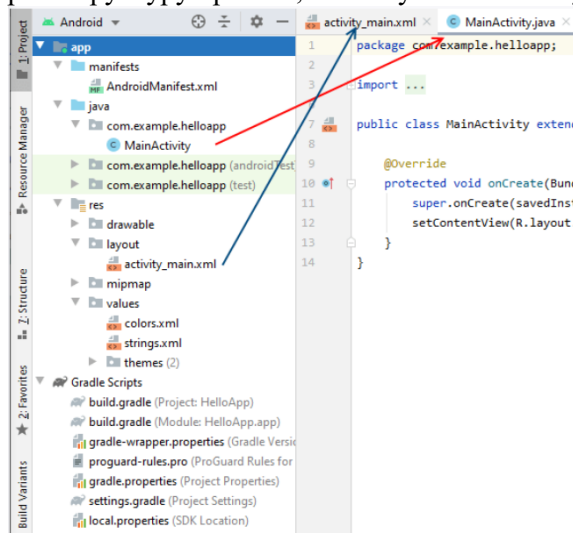 Android
app
manifests
AndroidManifest.xml
java
com.example.helloapp
MainActivity
com.example.helloapp (androidTest
com.example.helloapp (test)
res
drawable
layout
activity_main.xml
mipmap
values
colors.xml
strings.xml
themes (2)
Gradle Scripts
build.gradle (Project: HelloApp)
build.gradle (Module: HelloApp.app)
gradle-wrapper.properties (Gradle Versio
proguard-rules.pro (ProGuard Rules for
gradle.properties (Project Properties)
settings.gradle (Project Settings)
local.properties (SDK Location)
1: Project
Resource Manager
Z: Structure
2: Favorites
Build Variants
activity_main.xml × MainActivity.java ×
1 package com.example.helloapp;
2
3 import ...
7 public class MainActivity extend
8
9 @Override
10 protected void onCreate(Bund
11 super.onCreate(savedInst
12 setContentView(R.layout
13 }
14 }